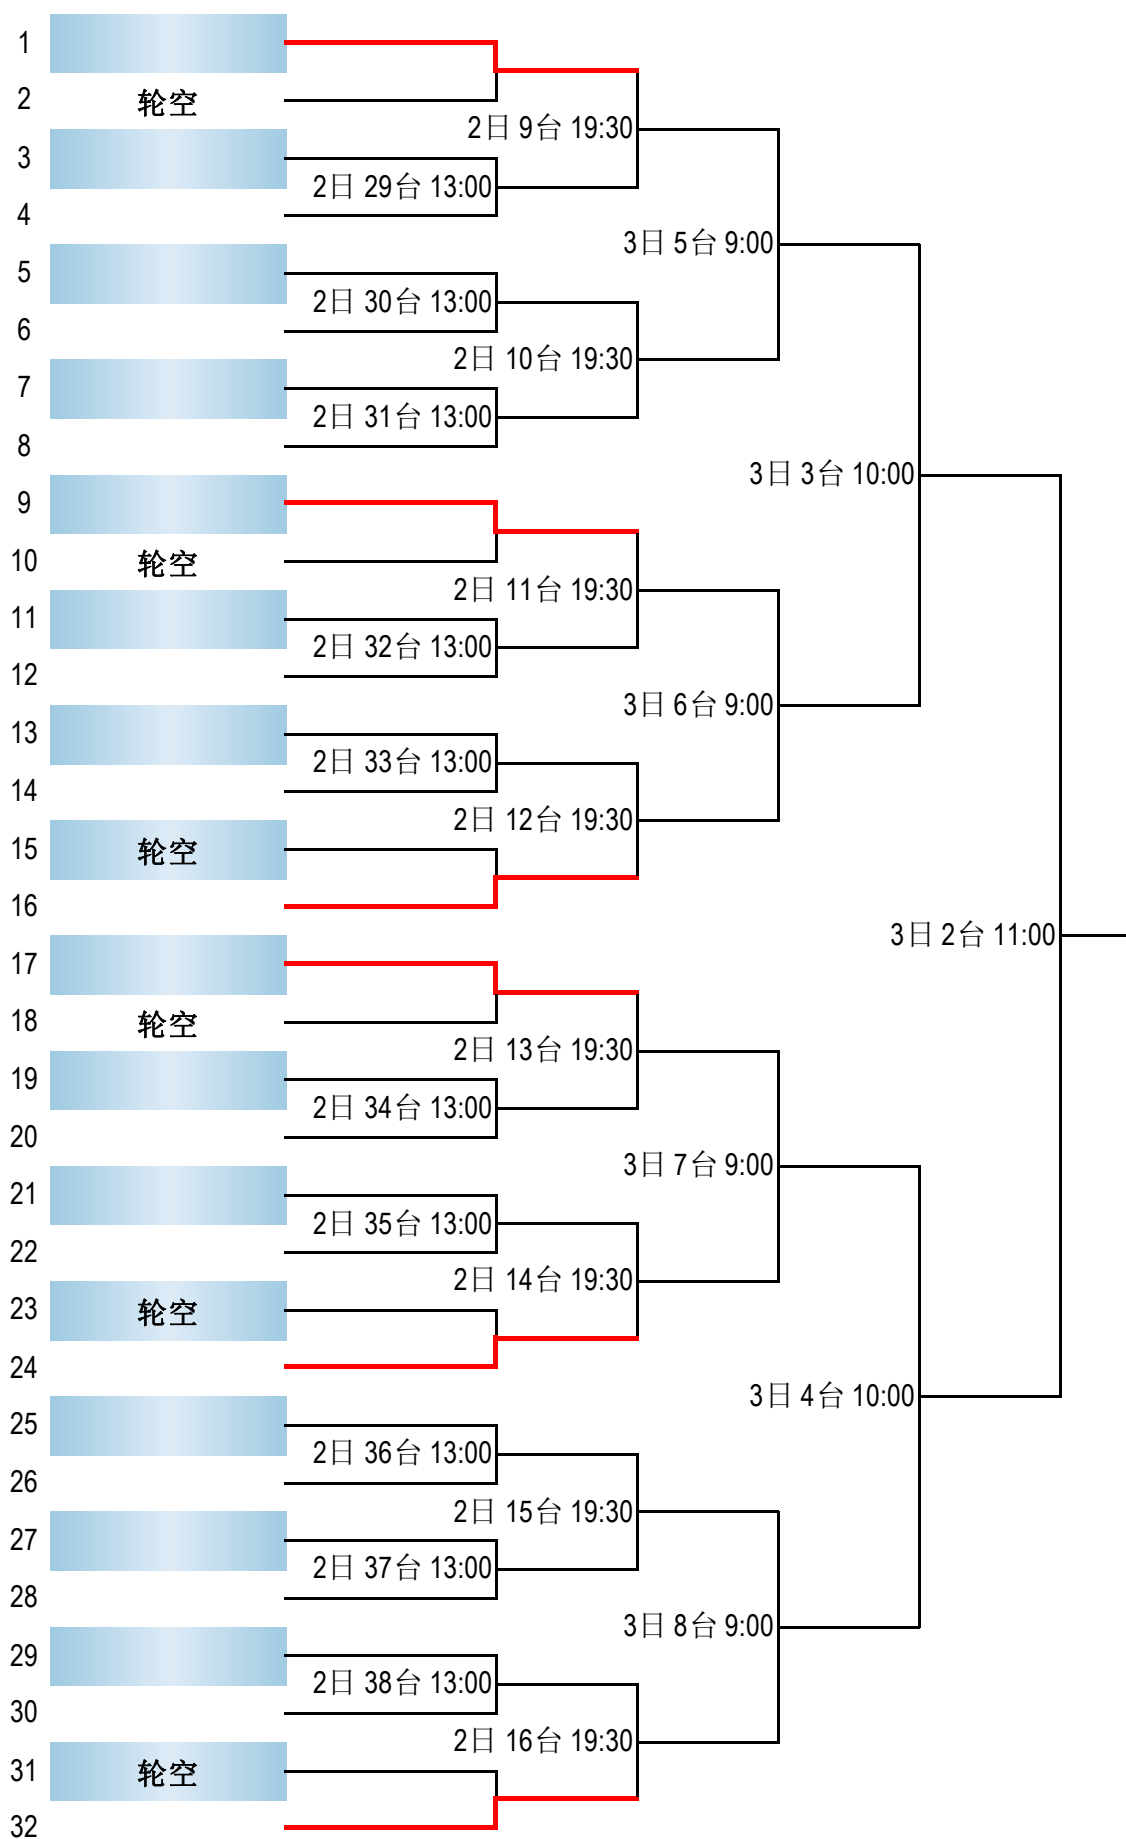 1
2 轮空
2日 9台 19:30
3
2日 29台 13:00
4
3日 5台 9:00
5
2日 30台 13:00
6
2日 10台 19:30
7
2日 31台 13:00
8
3日 3台 10:00
9
10 轮空
2日 11台 19:30
11
2日 32台 13:00
12
3日 6台 9:00
13
2日 33台 13:00
14
2日 12台 19:30
15 轮空
16
3日 2台 11:00
17
18 轮空
2日 13台 19:30
19
2日 34台 13:00
20
3日 7台 9:00
21
2日 35台 13:00
22
2日 14台 19:30
23 轮空
24
3日 4台 10:00
25
2日 36台 13:00
26
2日 15台 19:30
27
2日 37台 13:00
28
3日 8台 9:00
29
2日 38台 13:00
30
2日 16台 19:30
31 轮空
32